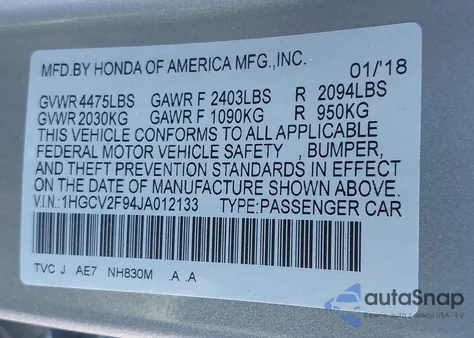 MFD.BY HONDA OF AMERICA MFG.,INC. 01/'18
GVWR 4475LBS GAWR F 2403LBS R 2094LBS
GVWR 2030KG GAWR F 1090KG R 950KG
THIS VEHICLE CONFORMS TO ALL APPLICABLE
FEDERAL MOTOR VEHICLE SAFETY , BUMPER,
AND THEFT PREVENTION STANDARDS IN EFFECT
ON THE DATE OF MANUFACTURE SHOWN ABOVE.
V.I.N.:1HGCV2F94JA012133 TYPE:PASSENGER CAR
TVC J AE7 NH830M .A .A
autoSnap